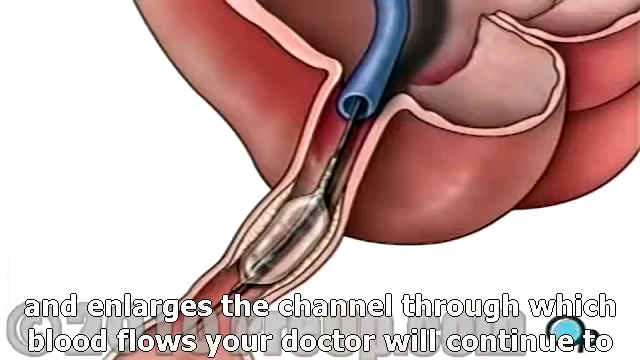 and enlarges the channel through which
blood flows your doctor will continue to